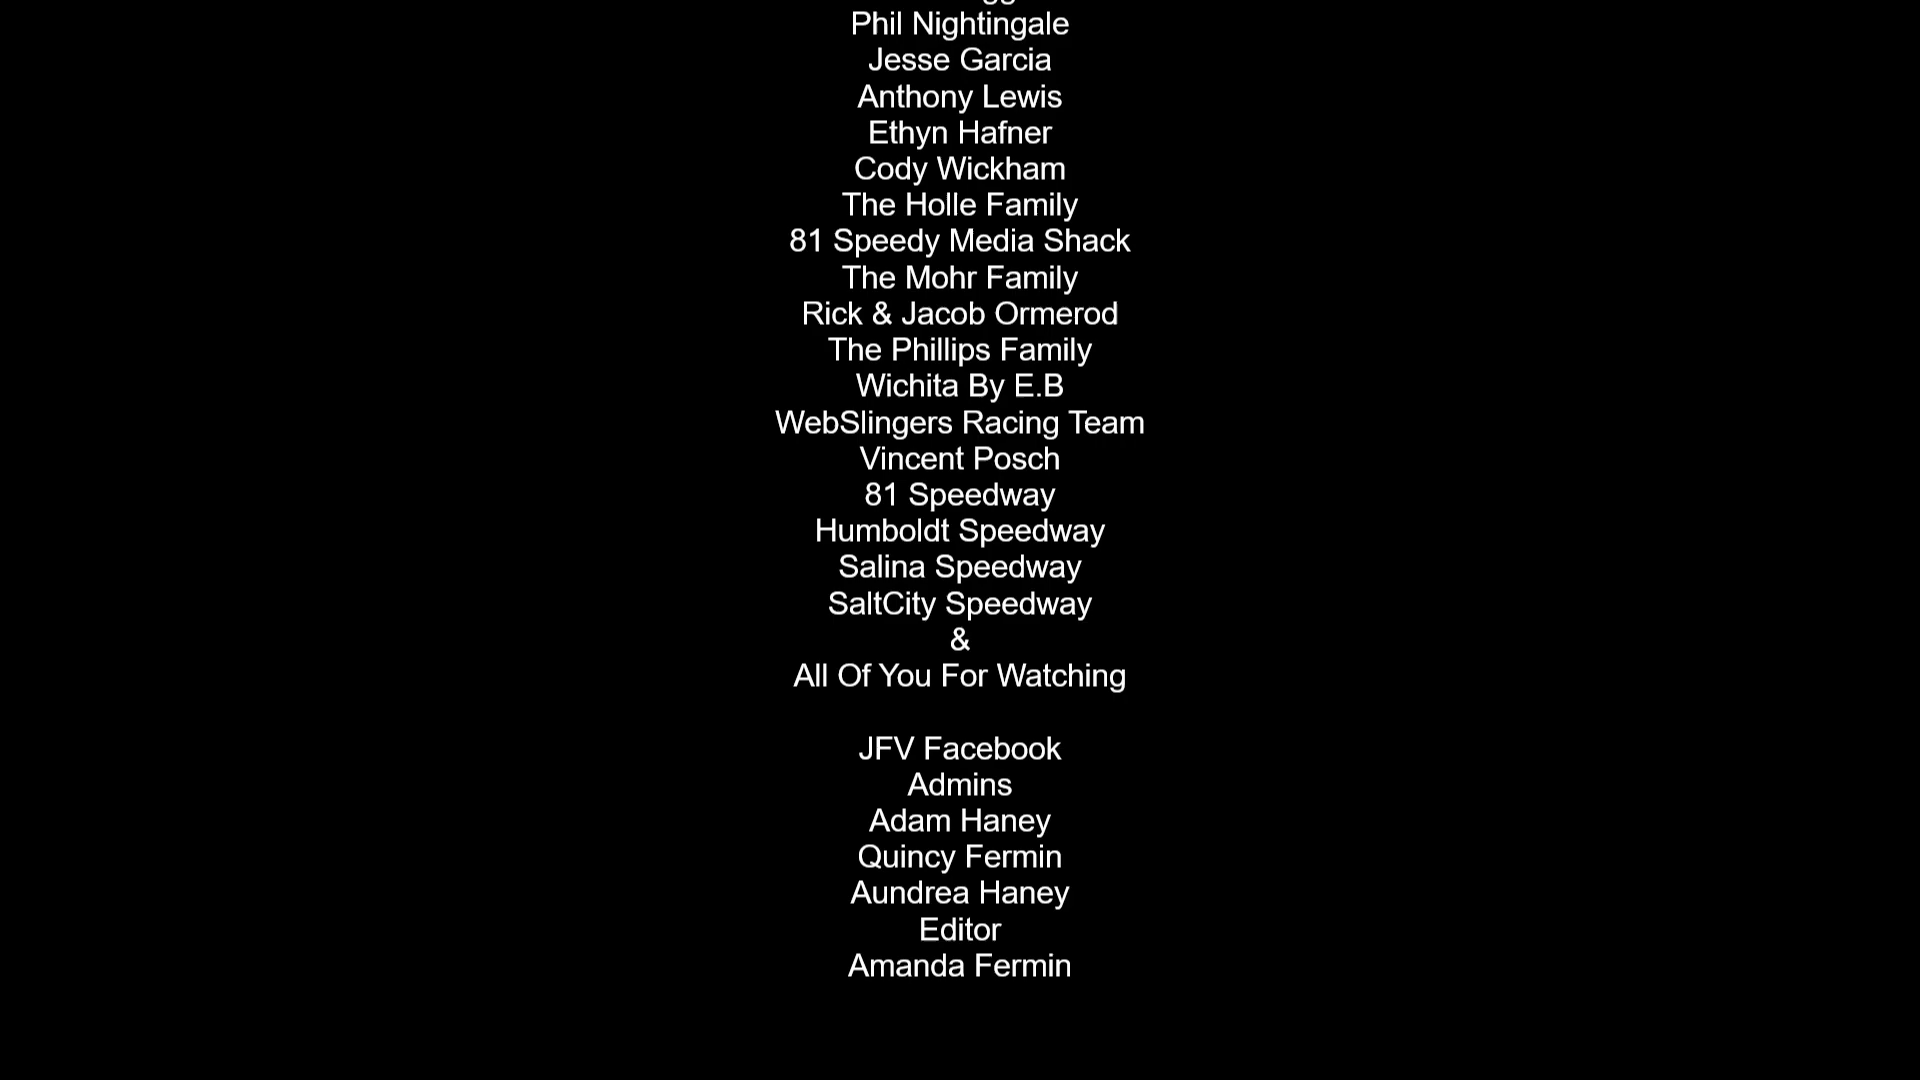 Phil Nightingale
Jesse Garcia
Anthony Lewis
Ethyn Hafner
Cody Wickham
The Holle Family
81 Speedy Media Shack
The Mohr Family
Rick & Jacob Ormerod
The Phillips Family
Wichita By E.B
WebSlingers Racing Team
Vincent Posch
81 Speedway
Humboldt Speedway
Salina Speedway
SaltCity Speedway
&
All Of You For Watching
JFV Facebook
Admins
Adam Haney
Quincy Fermin
Aundrea Haney
Editor
Amanda Fermin